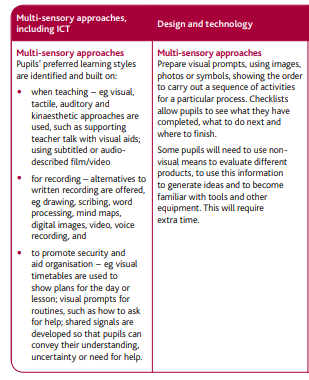 Multi-sensory approaches,
including ICT
Multi-sensory approaches
Pupils' preferred learning styles
are identified and built on:
• when teaching – eg visual,
tactile, auditory and
kinaesthetic approaches are
used, such as supporting
teacher talk with visual aids;
using subtitled or audio-
described film/video
• for recording – alternatives to
written recording are offered,
eg drawing, scribing, word
processing, mind maps,
digital images, video, voice
recording, and
• to promote security and
aid organisation – eg visual
timetables are used to
show plans for the day or
lesson; visual prompts for
routines, such as how to ask
for help; shared signals are
developed so that pupils can
convey their understanding,
uncertainty or need for help.
Design and technology
Multi-sensory approaches
Prepare visual prompts, using images,
photos or symbols, showing the order
to carry out a sequence of activities
for a particular process. Checklists
allow pupils to see what they have
completed, what to do next and
where to finish.
Some pupils will need to use non-
visual means to evaluate different
products, to use this information
to generate ideas and to become
familiar with tools and other
equipment. This will require
extra time.